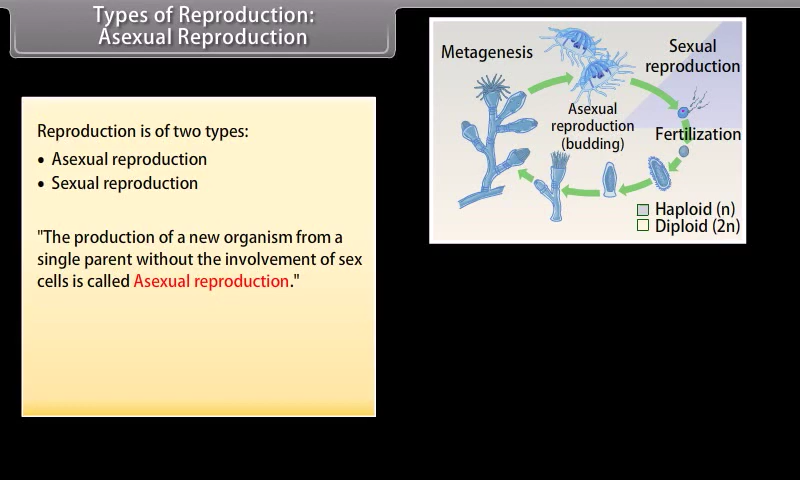 Types of Reproduction:
Asexual Reproduction
Reproduction is of two types:
• Asexual reproduction
• Sexual reproduction
"The production of a new organism from a
single parent without the involvement of sex
cells is called Asexual reproduction."
Metagenesis
Sexual
reproduction
Asexual
reproduction
(budding)
Fertilization
Haploid (n)
Diploid (2n)